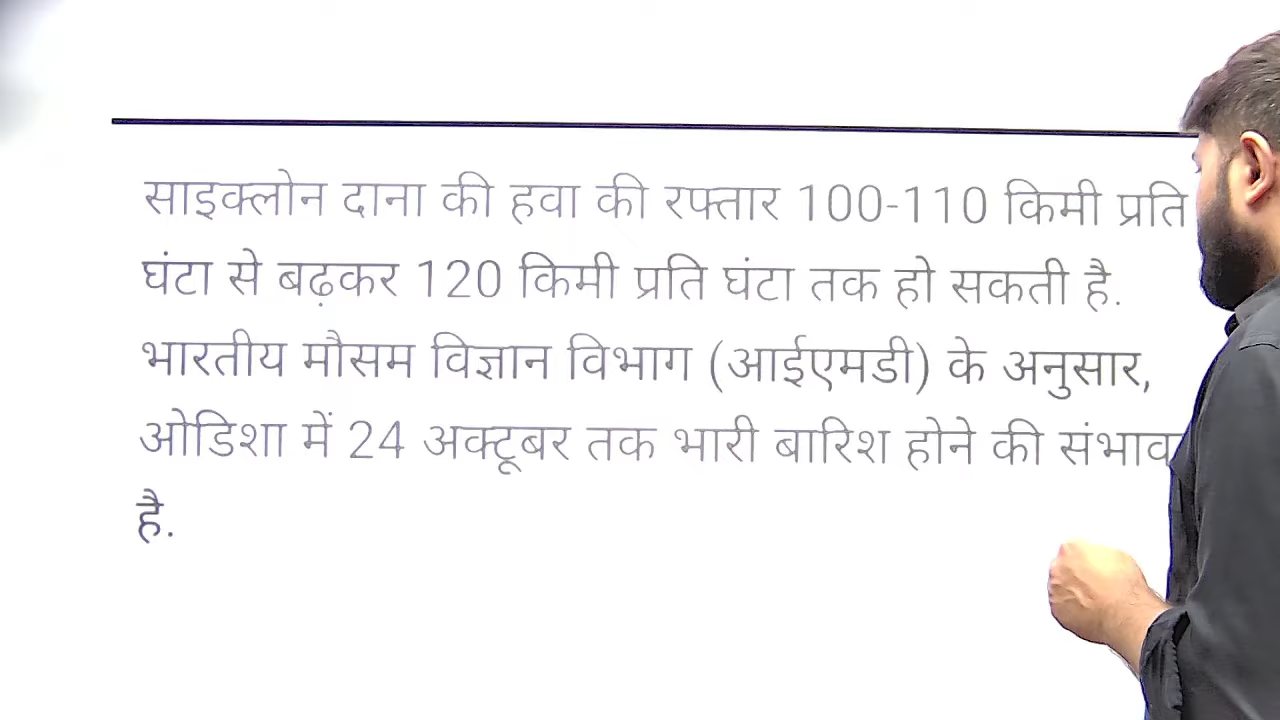 साइक्लोन दाना की हवा की रफ्तार 100-110 किमी प्रति
घंटा से बढ़कर 120 किमी प्रति घंटा तक हो सकती है.
भारतीय मौसम विज्ञान विभाग (आईएमडी) के अनुसार,
ओडिशा में 24 अक्टूबर तक भारी बारिश होने की
है.